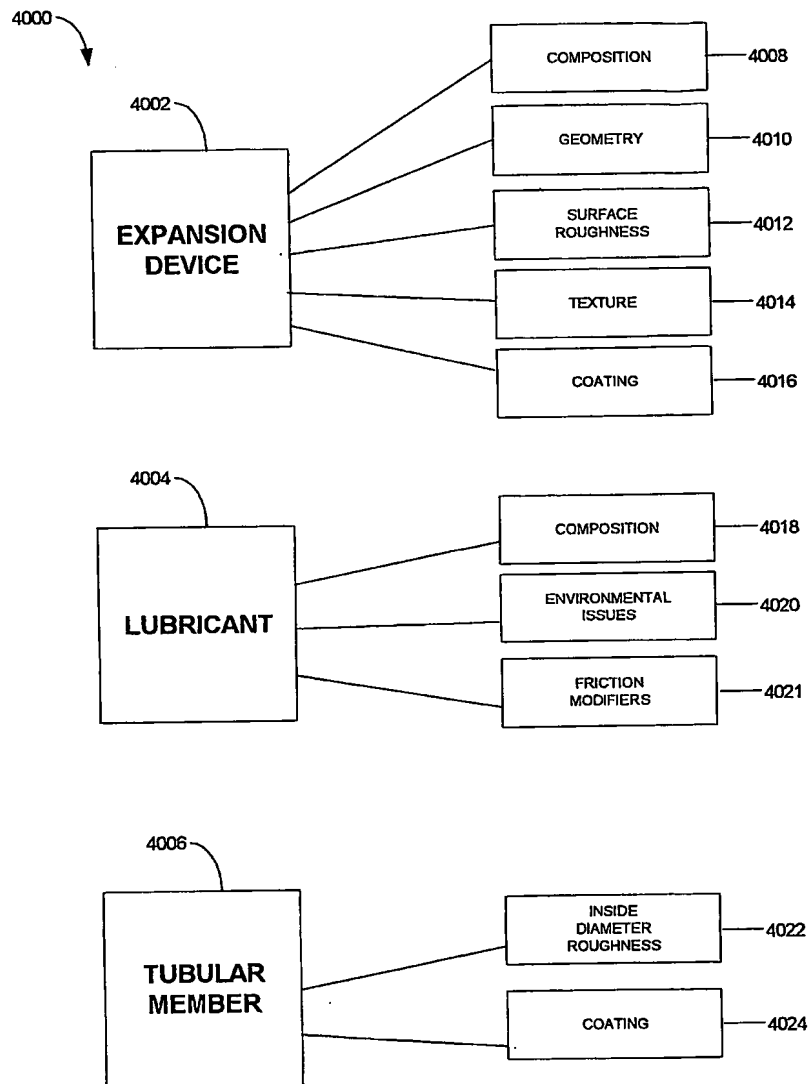 4000
4002
EXPANSION
DEVICE
COMPOSITION
4008
GEOMETRY
4010
SURFACE
ROUGHNESS
4012
TEXTURE
4014
COATING
4016
4004
LUBRICANT
COMPOSITION
4018
ENVIRONMENTAL
ISSUES
4020
FRICTION
MODIFIERS
4021
4006
TUBULAR
MEMBER
INSIDE
DIAMETER
ROUGHNESS
4022
COATING
4024